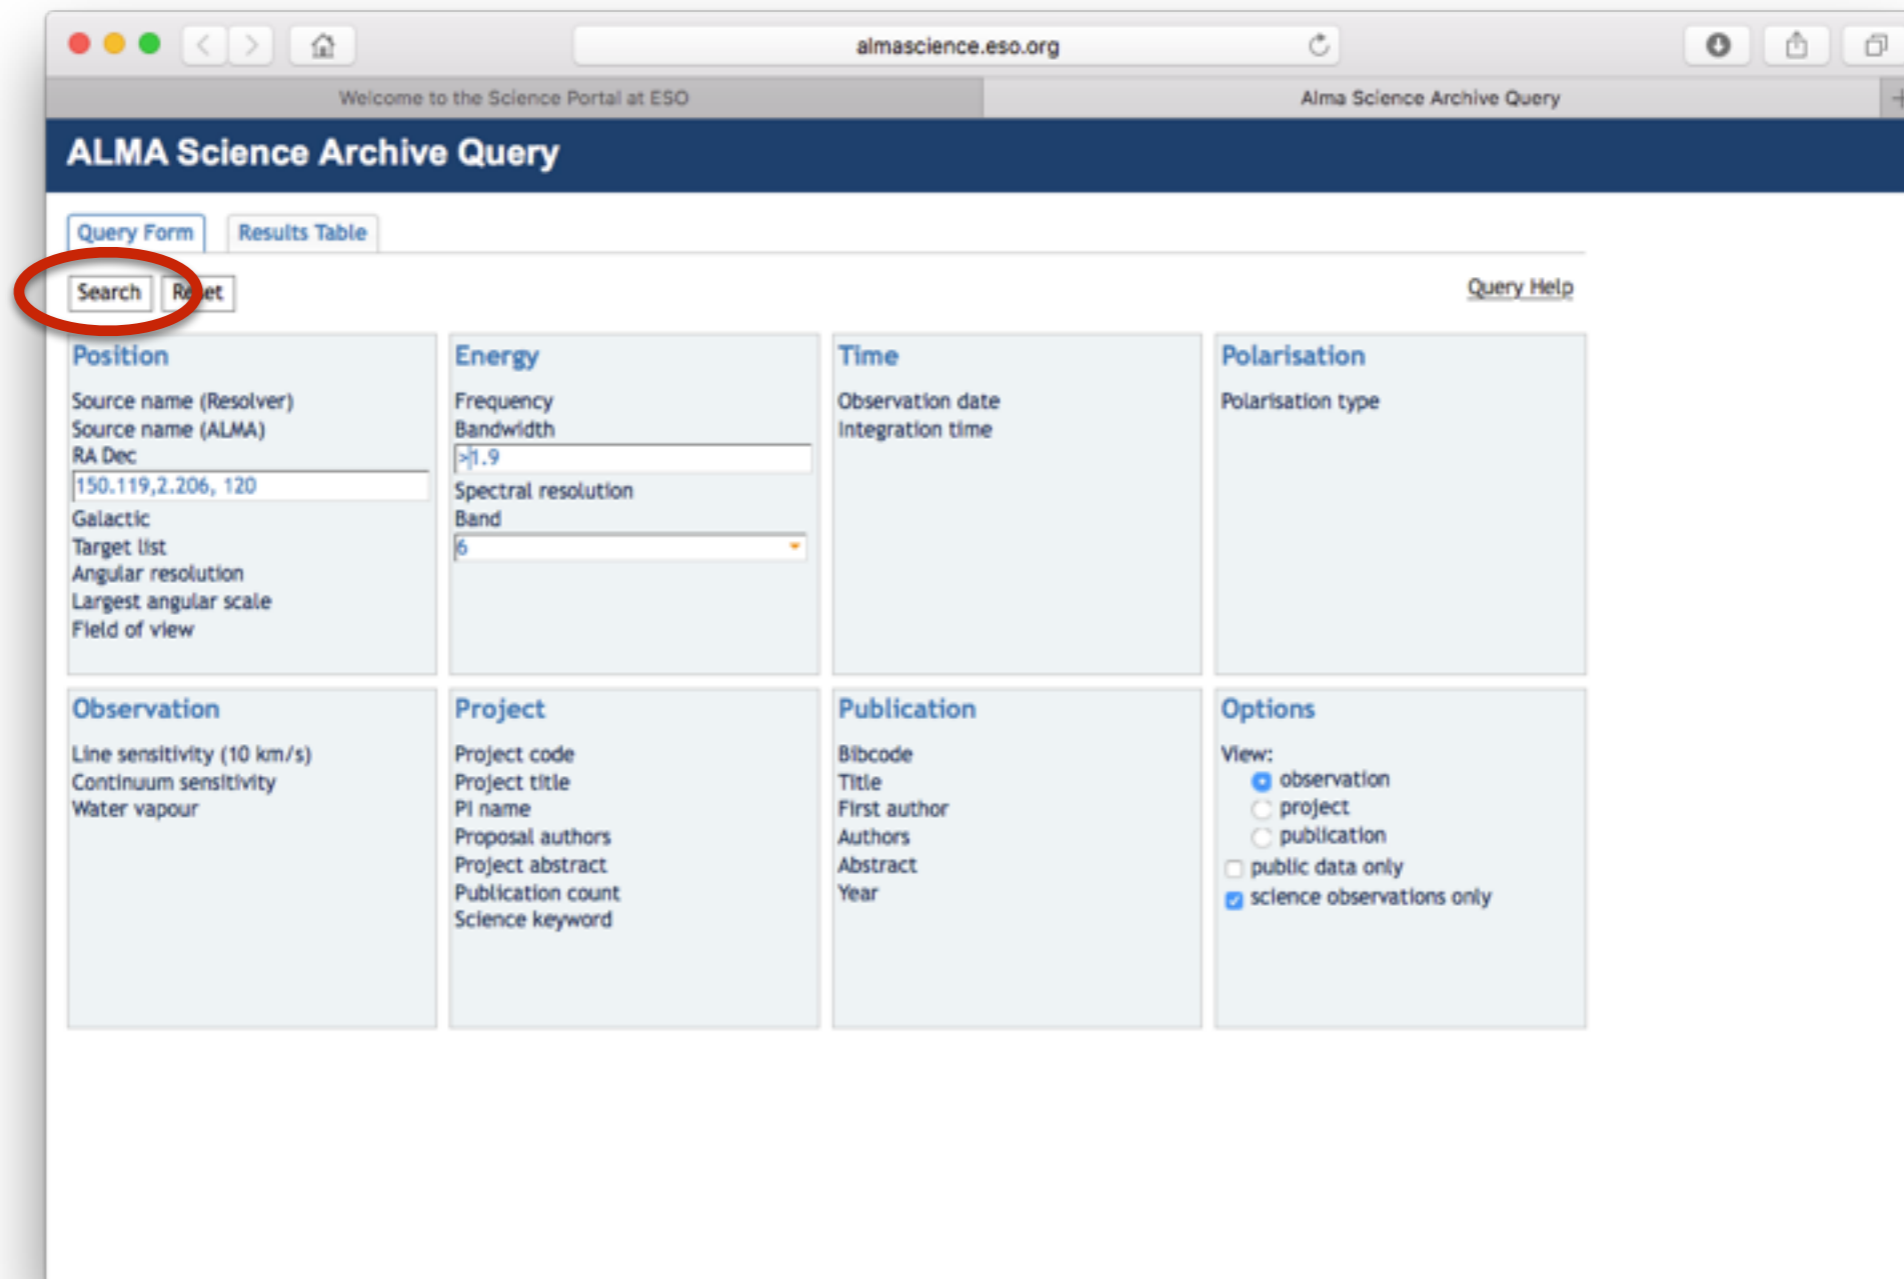 almascience.eso.org
Welcome to the Science Portal at ESO
Alma Science Archive Query
ALMA Science Archive Query
Query Form
Results Table
Search
Reset
Query Help
Position
Source name (Resolver)
Source name (ALMA)
RA Dec
150.119,2.206, 120
Galactic
Target list
Angular resolution
Largest angular scale
Field of view
Energy
Frequency
Bandwidth
>1.9
Spectral resolution
Band
6
Time
Observation date
Integration time
Polarisation
Polarisation type
Observation
Line sensitivity (10 km/s)
Continuum sensitivity
Water vapour
Project
Project code
Project title
PI name
Proposal authors
Project abstract
Publication count
Science keyword
Publication
Bibcode
Title
First author
Authors
Abstract
Year
Options
View:
observation
project
publication
public data only
science observations only